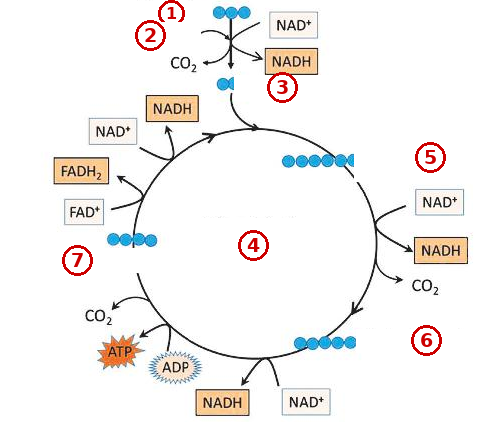 1
2
NAD+
CO2
NADH
3
NADH
NAD+
5
FADH2
FAD+
NAD+
4
NADH
7
CO2
CO2
6
ATP
ADP
NADH
NAD+